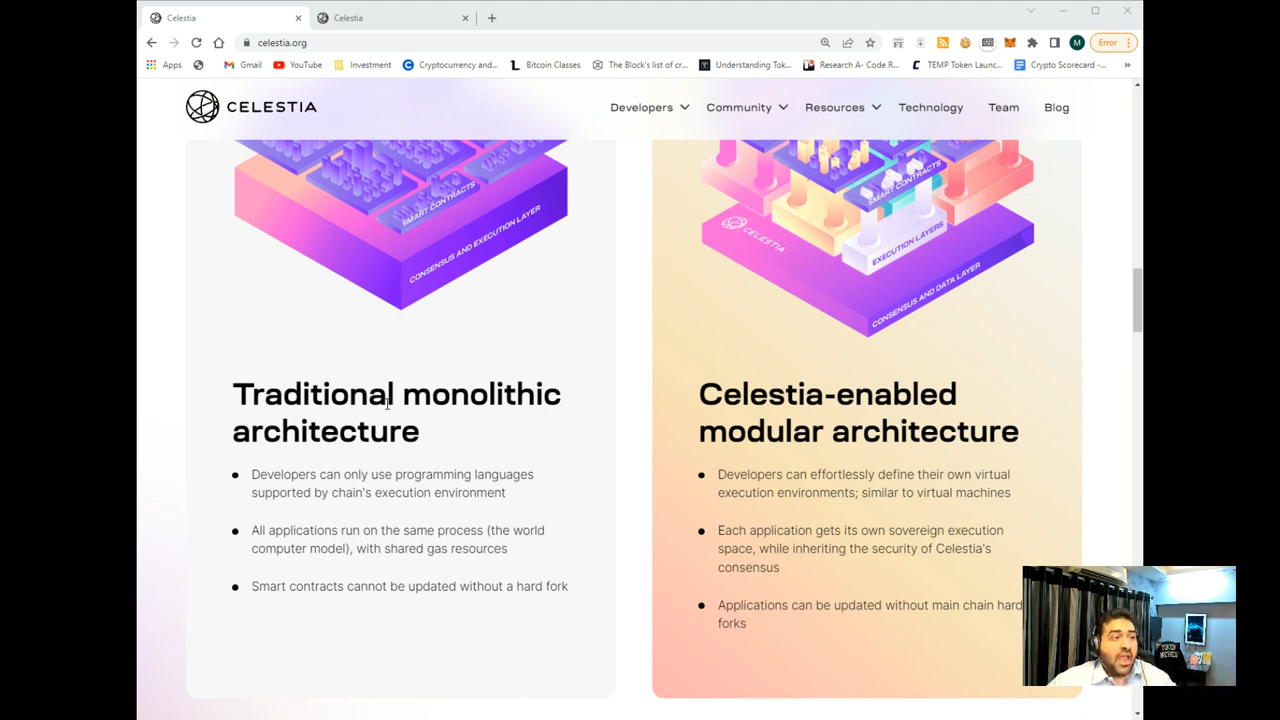 Celestia
Celestia
celestia.org
M
Error
Apps
Gmail
YouTube
Investment
Cryptocurrency and...
Bitcoin Classes
The Block's list of cr...
Understanding Tok...
Research A- Code R...
TEMP Token Launc...
Crypto Scorecard -...
»
CELESTIA
Developers
Community
Resources
Technology
Team
Blog
SMART CONTRACTS
CONSENSUS AND EXECUTION LAYER
SMART CONTRACTS
CELESTIA
EXECUTION LAYERS
CONSENSUS AND DATA LAYER
Traditional monolithic
architecture
• Developers can only use programming languages
supported by chain's execution environment
• All applications run on the same process (the world
computer model), with shared gas resources
• Smart contracts cannot be updated without a hard fork
Celestia-enabled
modular architecture
• Developers can effortlessly define their own virtual
execution environments; similar to virtual machines
• Each application gets its own sovereign execution
space, while inheriting the security of Celestia's
consensus
• Applications can be updated without main chain hard
forks
TOKEN
METRICS